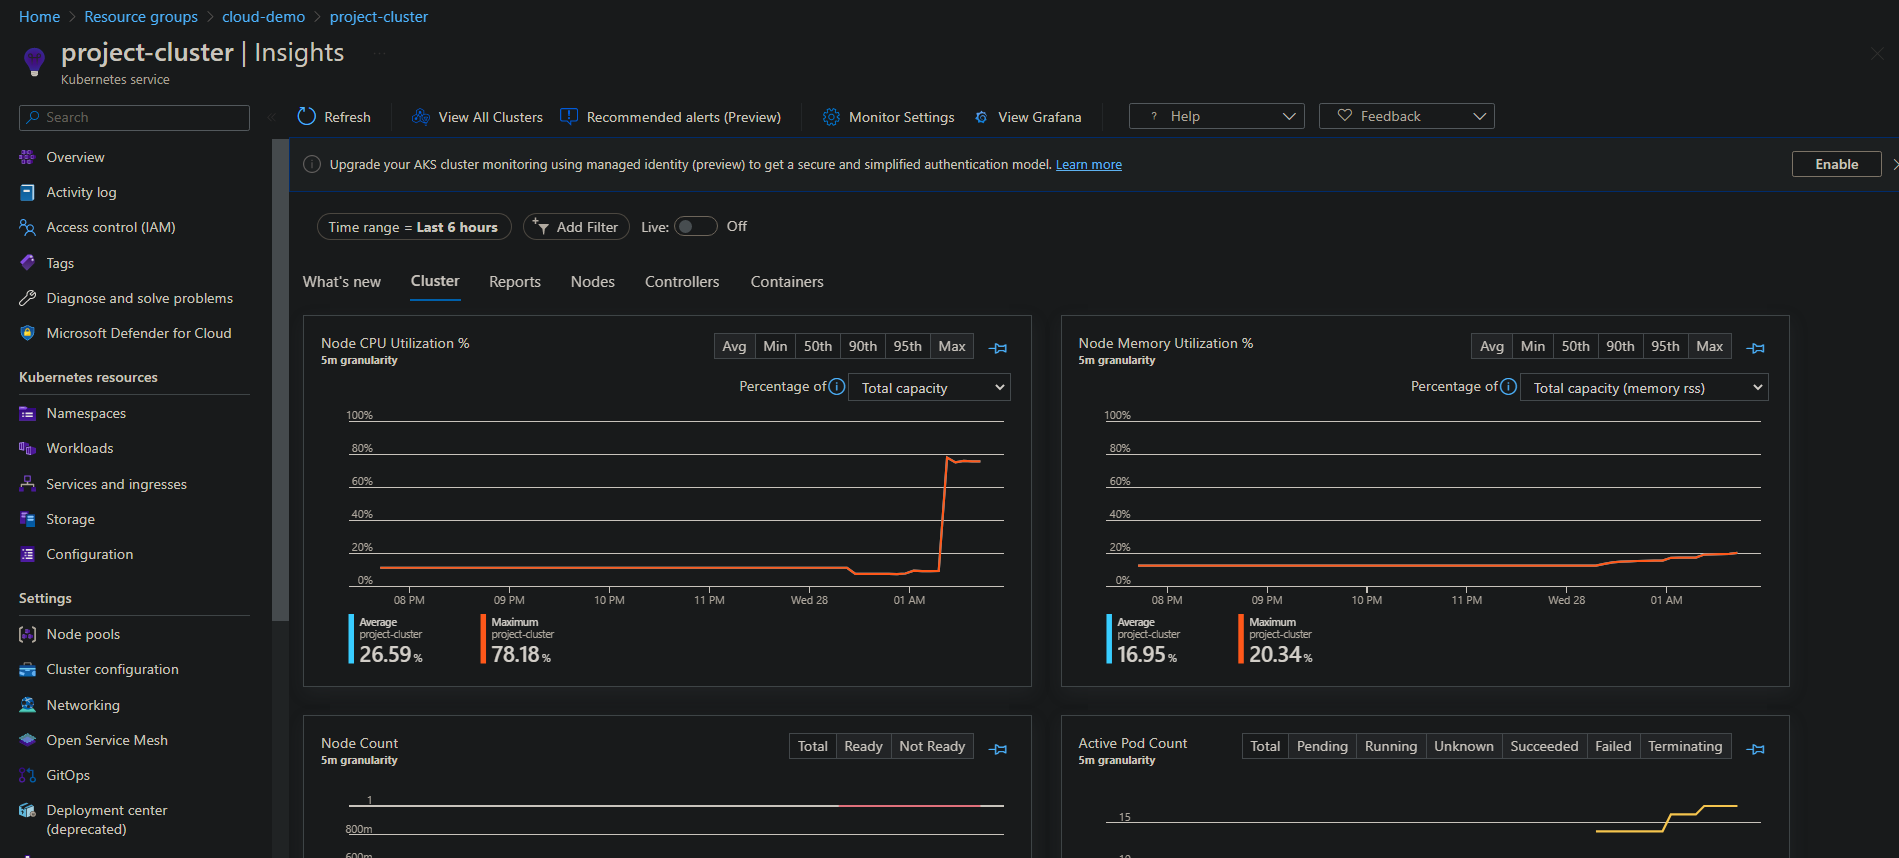 Home > Resource groups > cloud-demo > project-cluster
project-cluster | Insights
Kubernetes service
Search
Refresh
View All Clusters
Recommended alerts (Preview)
Monitor Settings
View Grafana
? Help
Feedback
Upgrade your AKS cluster monitoring using managed identity (preview) to get a secure and simplified authentication model. Learn more
Enable
Overview
Activity log
Access control (IAM)
Tags
Diagnose and solve problems
Microsoft Defender for Cloud
Kubernetes resources
Namespaces
Workloads
Services and ingresses
Storage
Configuration
Settings
Node pools
Cluster configuration
Networking
Open Service Mesh
GitOps
Deployment center
(deprecated)
Time range = Last 6 hours
Add Filter
Live:
Off
What's new
Cluster
Reports
Nodes
Controllers
Containers
Node CPU Utilization %
5m granularity
Avg Min 50th 90th 95th Max
Percentage of
Total capacity
100%
80%
60%
40%
20%
0%
08 PM 09 PM 10 PM 11 PM Wed 28 01 AM
Average
project-cluster
26.59 %
Maximum
project-cluster
78.18 %
Node Memory Utilization %
5m granularity
Avg Min 50th 90th 95th Max
Percentage of
Total capacity (memory rss)
100%
80%
60%
40%
20%
0%
08 PM 09 PM 10 PM 11 PM Wed 28 01 AM
Average
project-cluster
16.95 %
Maximum
project-cluster
20.34 %
Node Count
5m granularity
Total Ready Not Ready
1
800m
600m
Active Pod Count
5m granularity
Total Pending Running Unknown Succeeded Failed Terminating
15
10